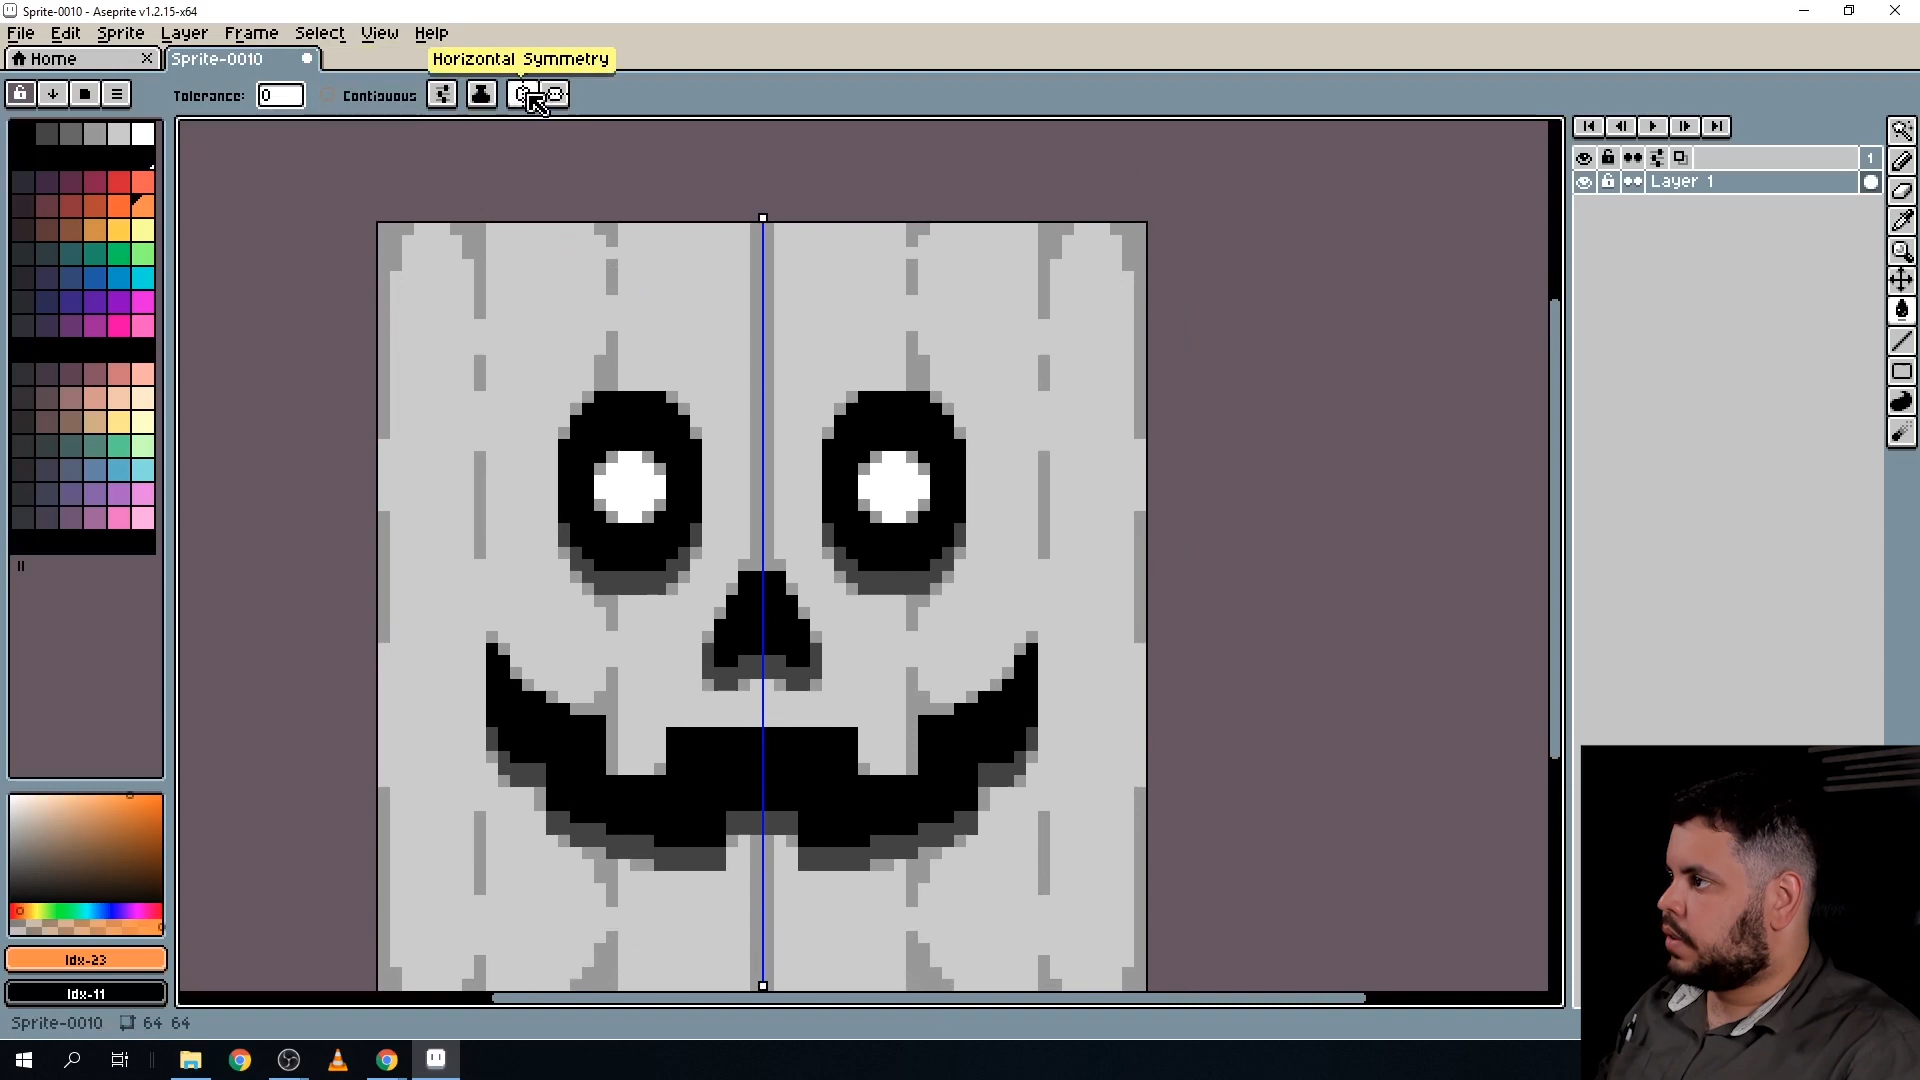 Sprite-0010 - Aseprite v1.2.15-x64
File Edit Sprite Layer Frame Select View Help
Home Sprite-0010
Horizontal Symmetry
Tolerance: 0 Contiguous
1
Layer 1
Idx-23
Idx-11
Sprite-0010 64 64